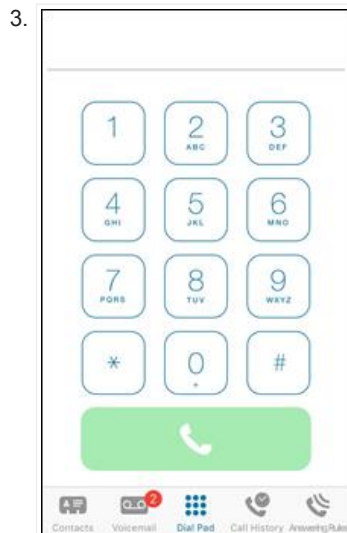 3.
1 2 3
ABC DEF
4 5 6
GHI JKL MNO
7 8 9
PQRS TUV WXYZ
* 0 #
+
2
Contacts Voicemail Dial Pad Call History Answering Rules